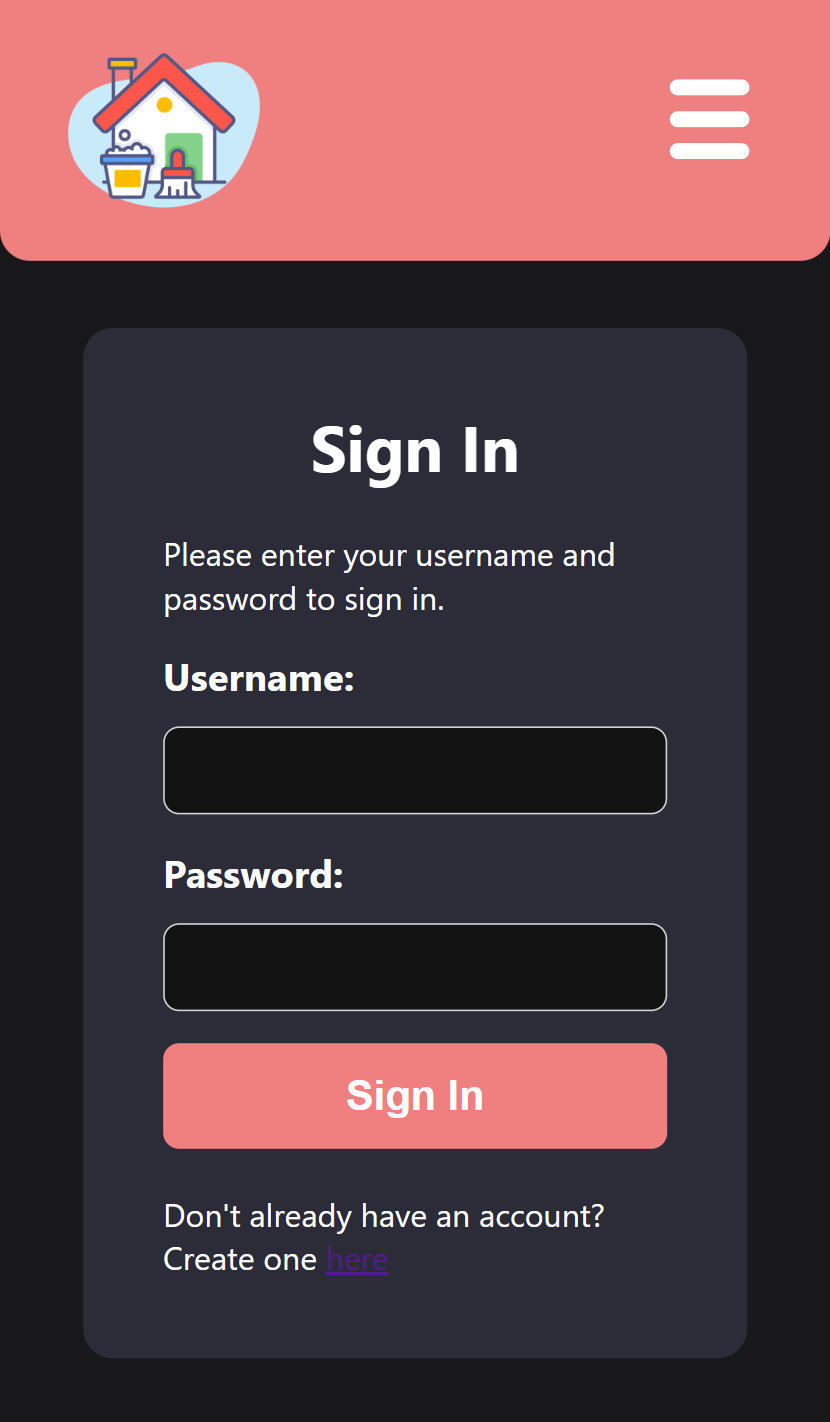 Sign In
Please enter your username and
password to sign in.
Username:
Password:
Sign In
Don't already have an account?
Create one here